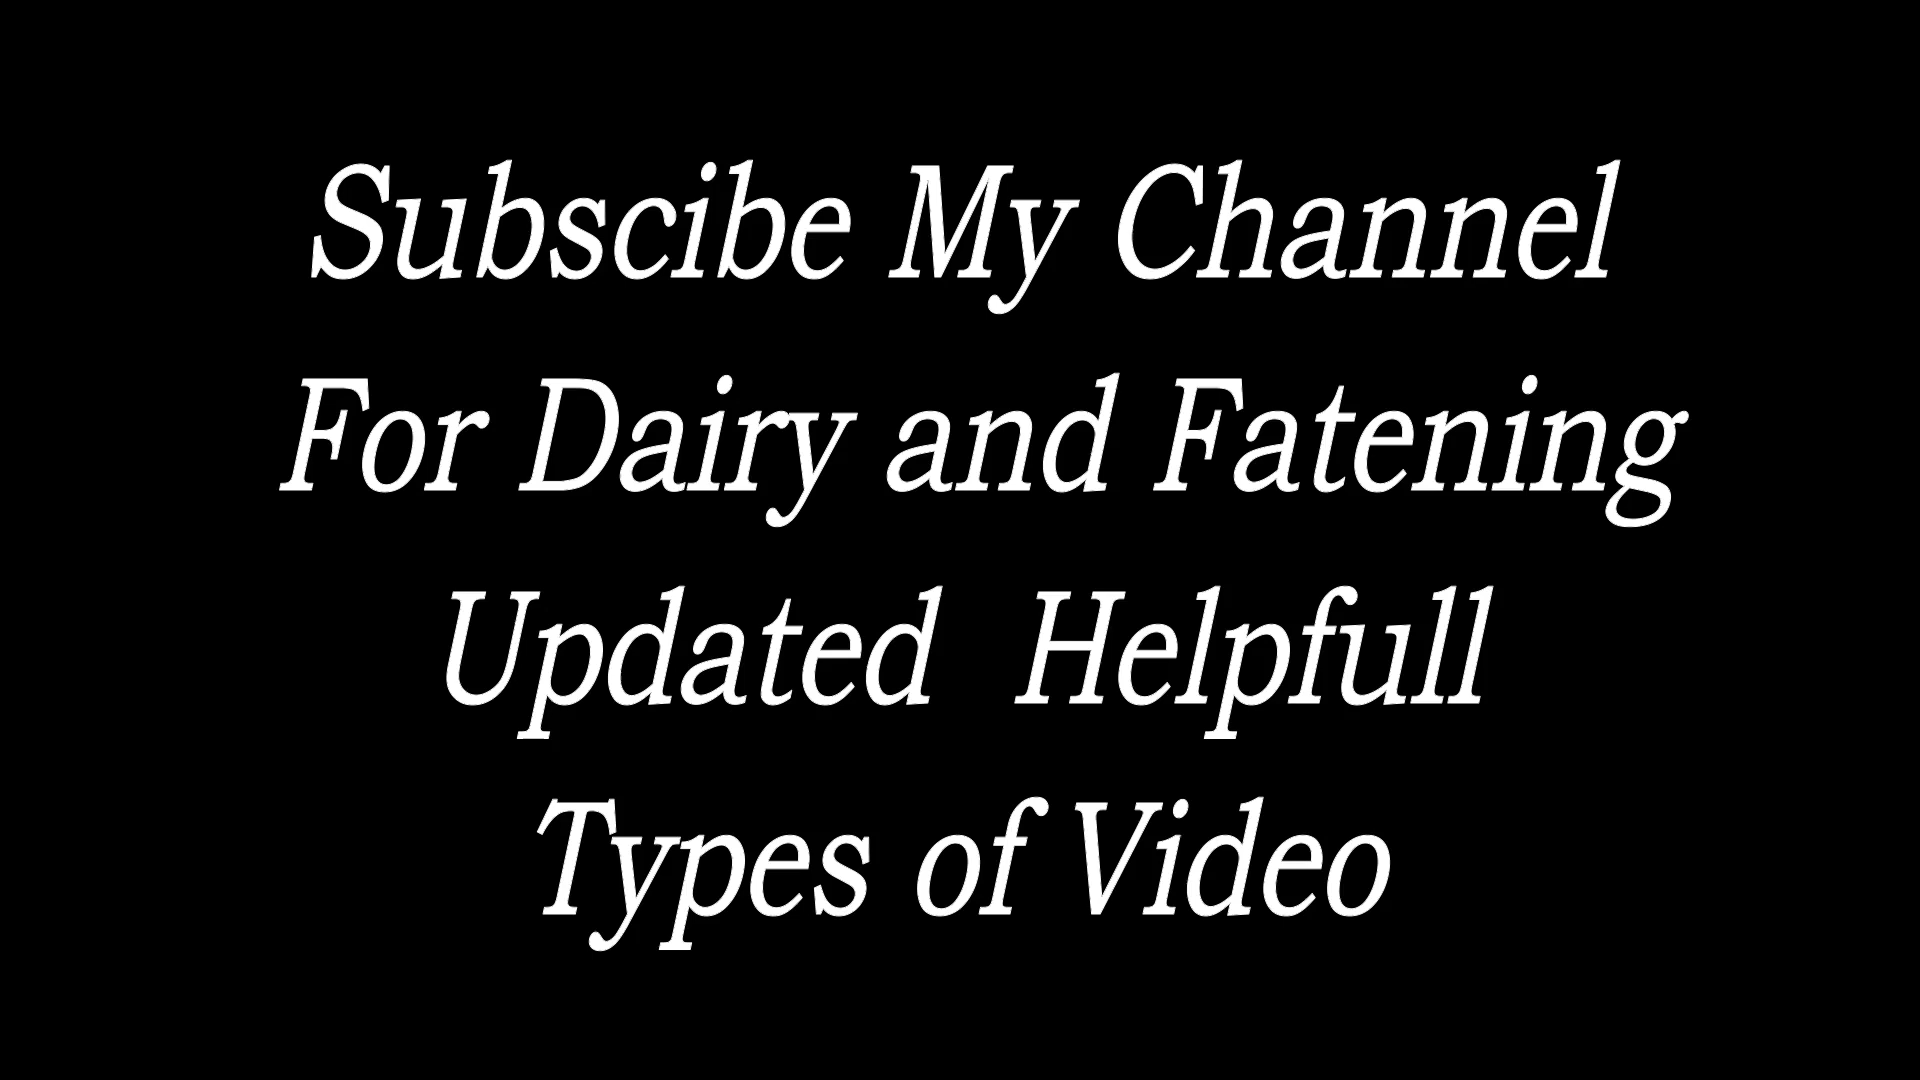 Subscibe My Channel
For Dairy and Fatening
Updated  Helpfull
Types of Video